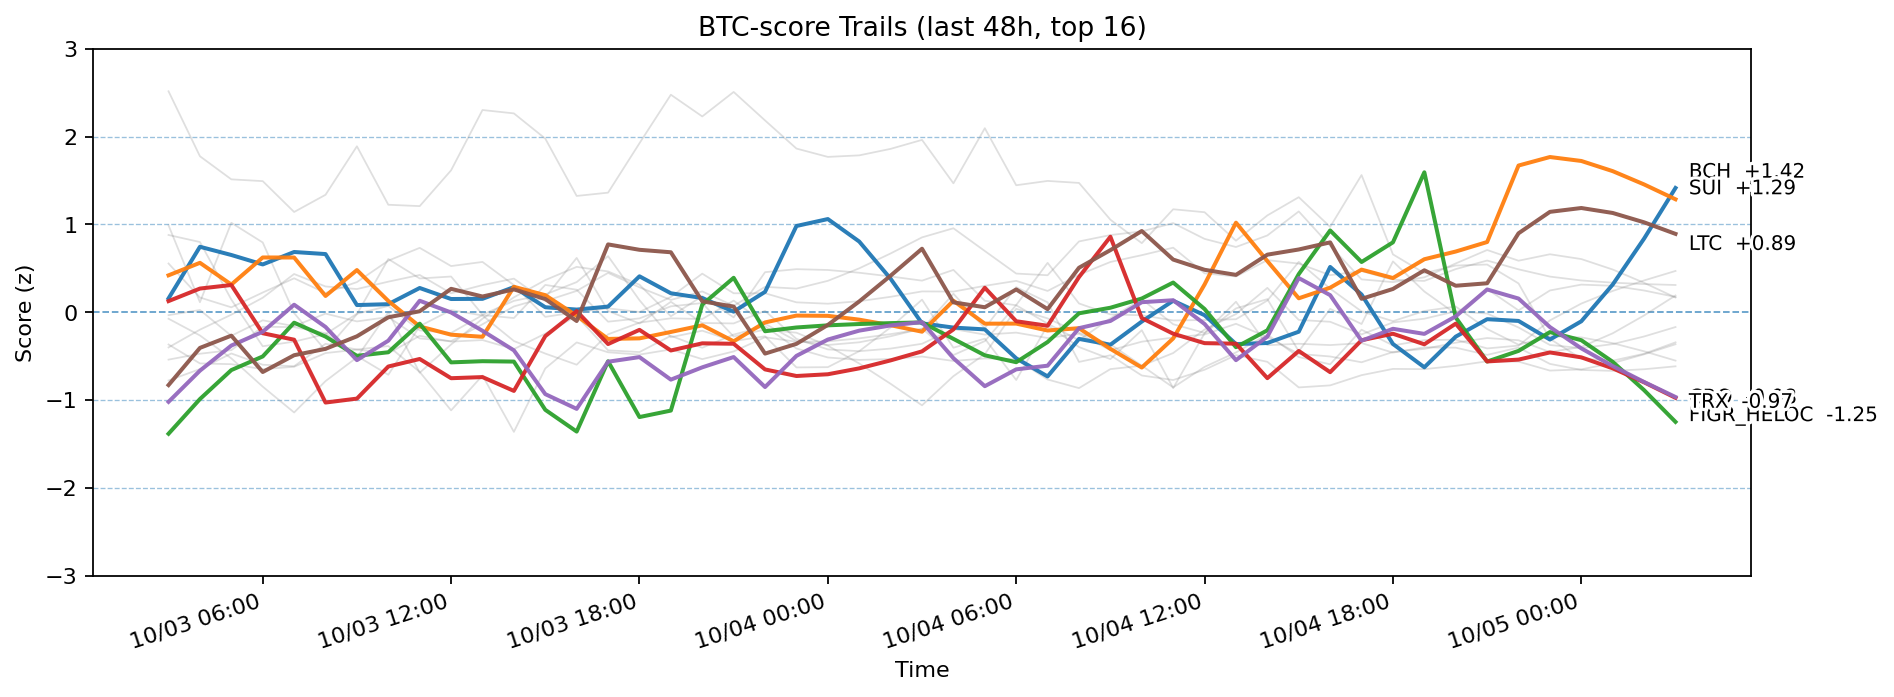 BTC-score Trails (last 48h, top 16)
Score (z)
3
2
1
0
−1
−2
−3
BCH +1.42
SUI +1.29
LTC +0.89
TRX -0.97
FIGR_HELOC -1.25
10/03 06:00
10/03 12:00
10/03 18:00
10/04 00:00
10/04 06:00
10/04 12:00
10/04 18:00
10/05 00:00
Time